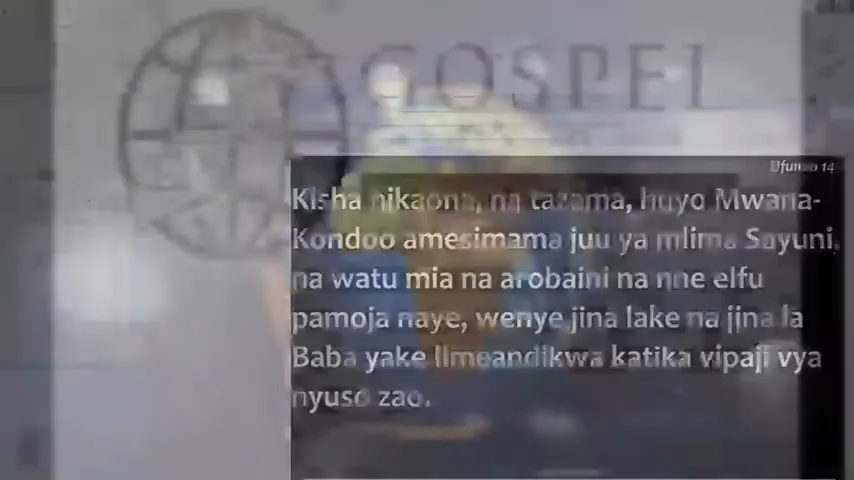 GOSPEL
Ufunuo 14
Kisha nikaona, na tazama, huyo Mwana-
Kondoo amesimama juu ya mlima Sayuni,
na watu mia na arobaini na nne elfu
pamoja naye, wenye jina lake na jina la
Baba yake limeandikwa katika vipaji vya
nyuso zao.